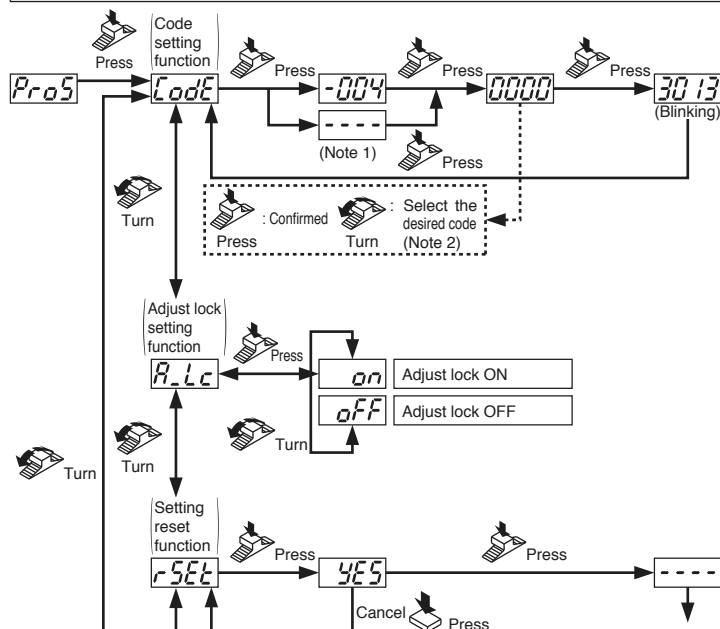 Code
setting
function
Press
Press
Press
Press
ProS
CodE
-004
0000
3013
(Blinking)
----
(Note 1)
Press
Turn
Press
: Confirmed
Turn
: Select the
desired code
(Note 2)
Adjust lock
setting
function
Press
A_Lc
on
Adjust lock ON
oFF
Adjust lock OFF
Turn
Turn
Turn
Setting
reset
function
Press
Press
rSEt
YES
----
Cancel
Press